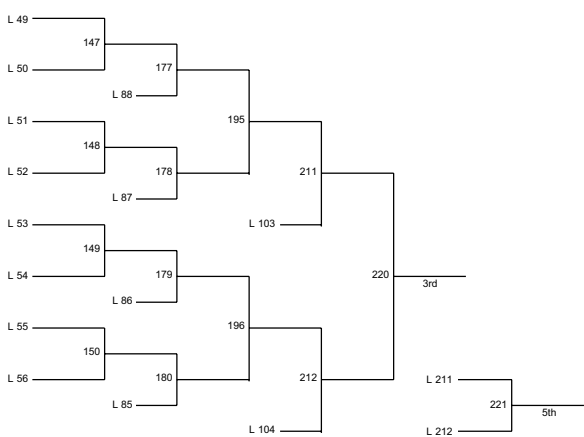 L 49
147
L 50
177
L 88
195
L 51
148
L 52
178
211
L 87
L 103
L 53
149
L 54
179
220
3rd
L 86
196
L 55
150
L 56
180
212
L 211
L 85
221
5th
L 104
L 212